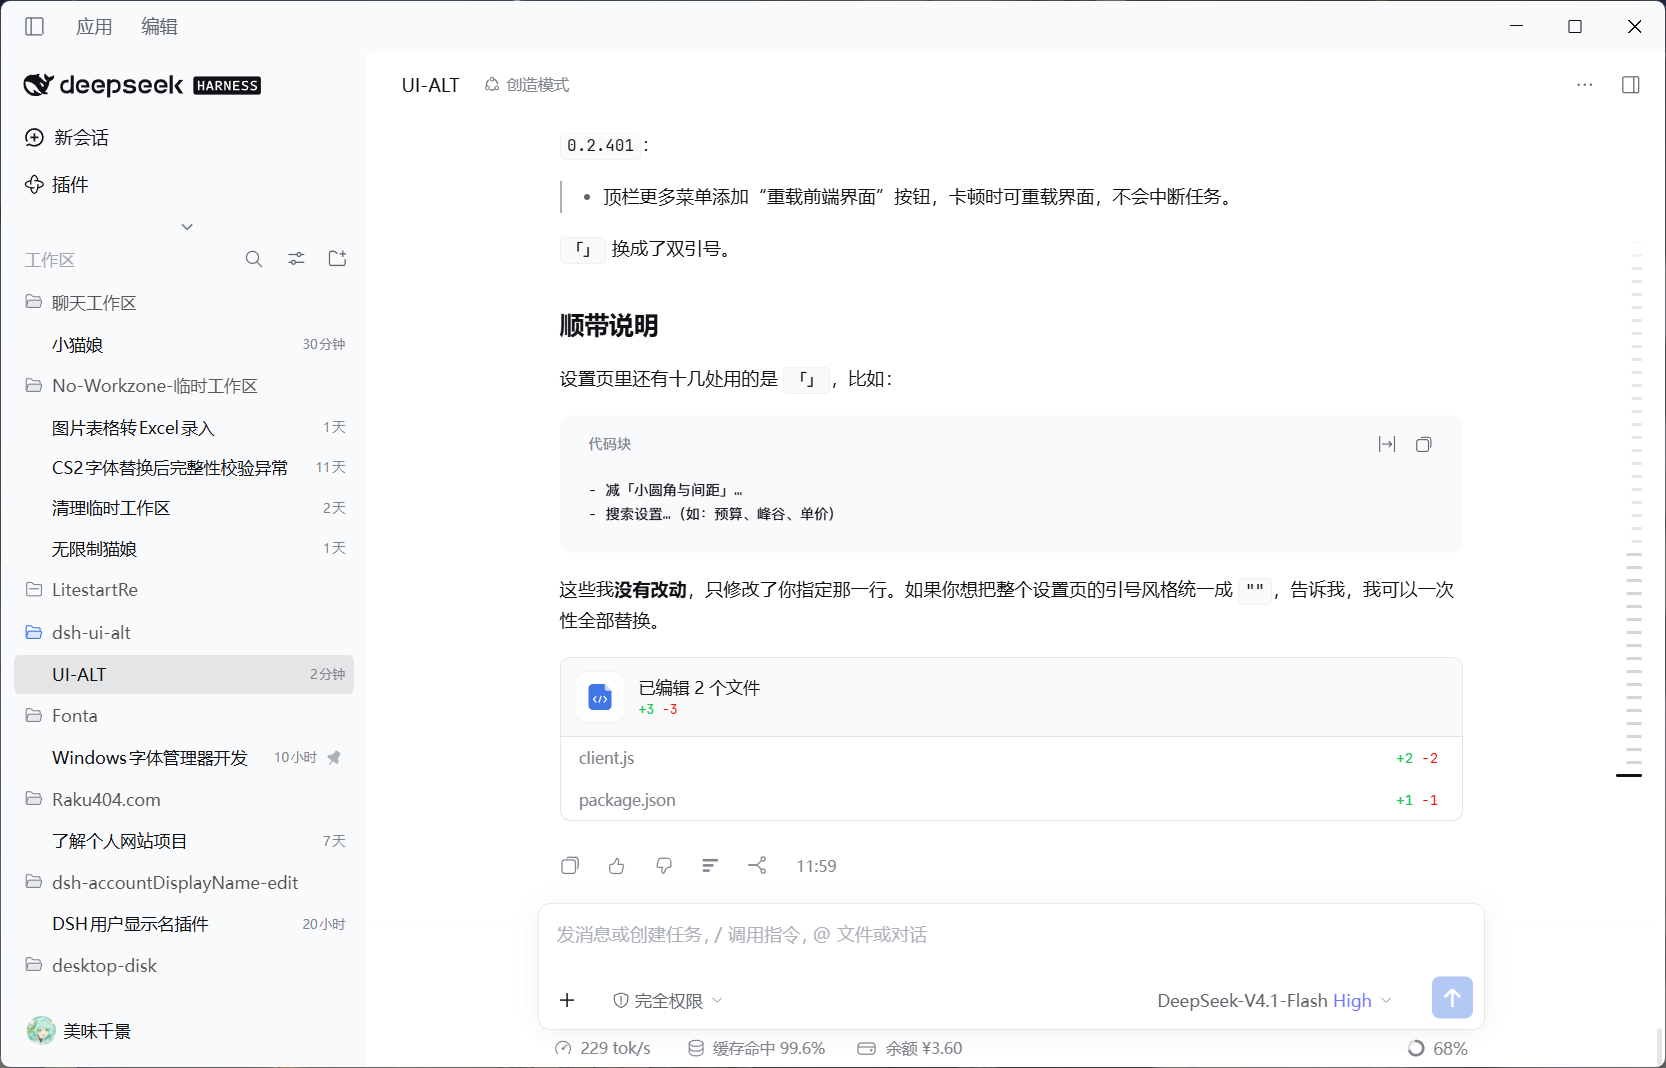 应用 编辑
deepseek HARNESS
新会话
插件
工作区
聊天工作区
小猫娘 30分钟
No-Workzone-临时工作区
图片表格转Excel录入 1天
CS2字体替换后完整性校验异常 11天
清理临时工作区 2天
无限制猫娘 1天
LitestartRe
dsh-ui-alt
UI-ALT 2分钟
Fonta
Windows字体管理器开发 10小时
Raku404.com
了解个人网站项目 7天
dsh-accountDisplayName-edit
DSH用户显示名插件 20小时
desktop-disk
美味千景
UI-ALT 创造模式
0.2.401：
• 顶栏更多菜单添加“重载前端界面”按钮，卡顿时可重载界面，不会中断任务。
「」 换成了双引号。
顺带说明
设置页里还有十几处用的是 「」，比如：
代码块
- 减「小圆角与间距」…
- 搜索设置…（如：预算、峰谷、单价）
这些我没有改动，只修改了你指定那一行。如果你想把整个设置页的引号风格统一成 ""，告诉我，我可以一次
性全部替换。
已编辑 2 个文件
+3 -3
client.js +2 -2
package.json +1 -1
11:59
发消息或创建任务, / 调用指令, @ 文件或对话
完全权限 DeepSeek-V4.1-Flash High
229 tok/s 缓存命中 99.6% 余额 ¥3.60 68%